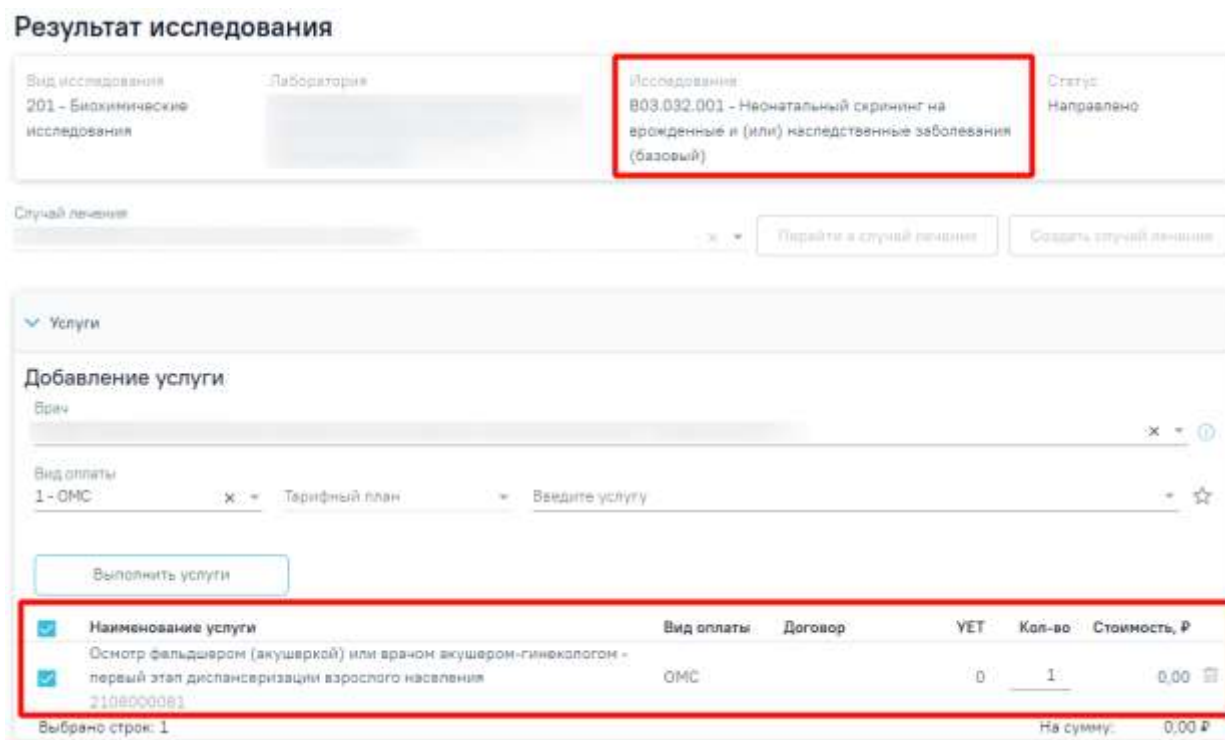 Результат исследования
Вид исследования Лаборатория Исследование Статус
201 - Биохимические B03.032.001 - Неонатальный скрининг на Направлено
исследования врожденные и (или) наследственные заболевания
(базовый)
Случай лечения
Перейти в случай лечения Создать случай лечения
Услуги
Добавление услуги
Врач
Вид оплаты
1 - ОМС Тарифный план Введите услугу
Выполнить услуги
Наименование услуги Вид оплаты Договор УЕТ Кол-во Стоимость, ₽
Осмотр фельдшером (акушеркой) или врачом акушером-гинекологом -
первый этап диспансеризации взрослого населения ОМС 0 1 0,00
2108000081
Выбрано строк: 1 На сумму: 0,00 ₽